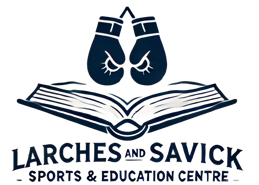 LARCHES AND SAVICK
- SPORTS & EDUCATION CENTRE -